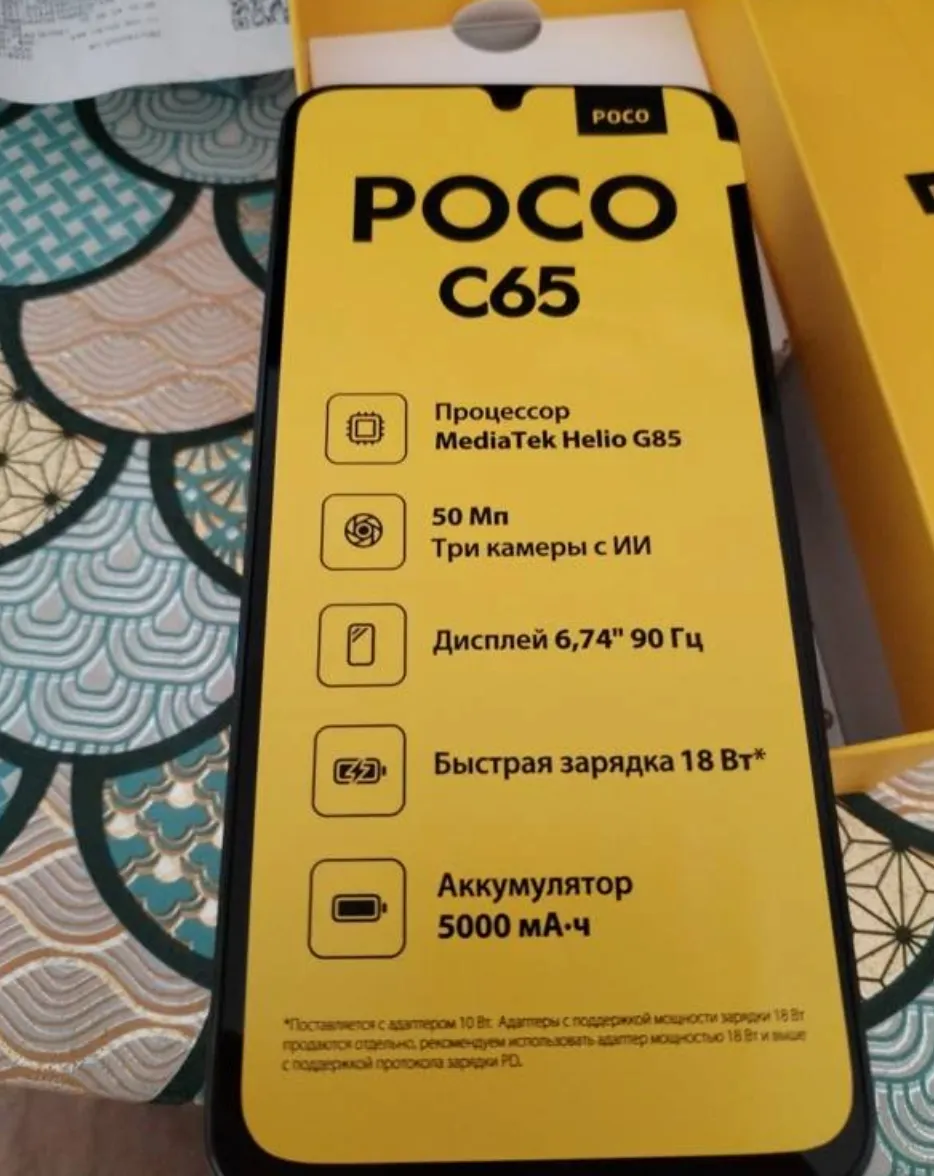 POCO
POCO
C65
Процессор
MediaTek Helio G85
50 Мп
Три камеры с ИИ
Дисплей 6,74" 90 Гц
Быстрая зарядка 18 Вт*
Аккумулятор
5000 мА·ч
*Поставляется с адаптером 10 Вт. Адаптеры с поддержкой мощности зарядки 18 Вт
продаются отдельно, рекомендуем использовать адаптер мощностью 18 Вт и выше
с поддержкой протокола зарядки PD.